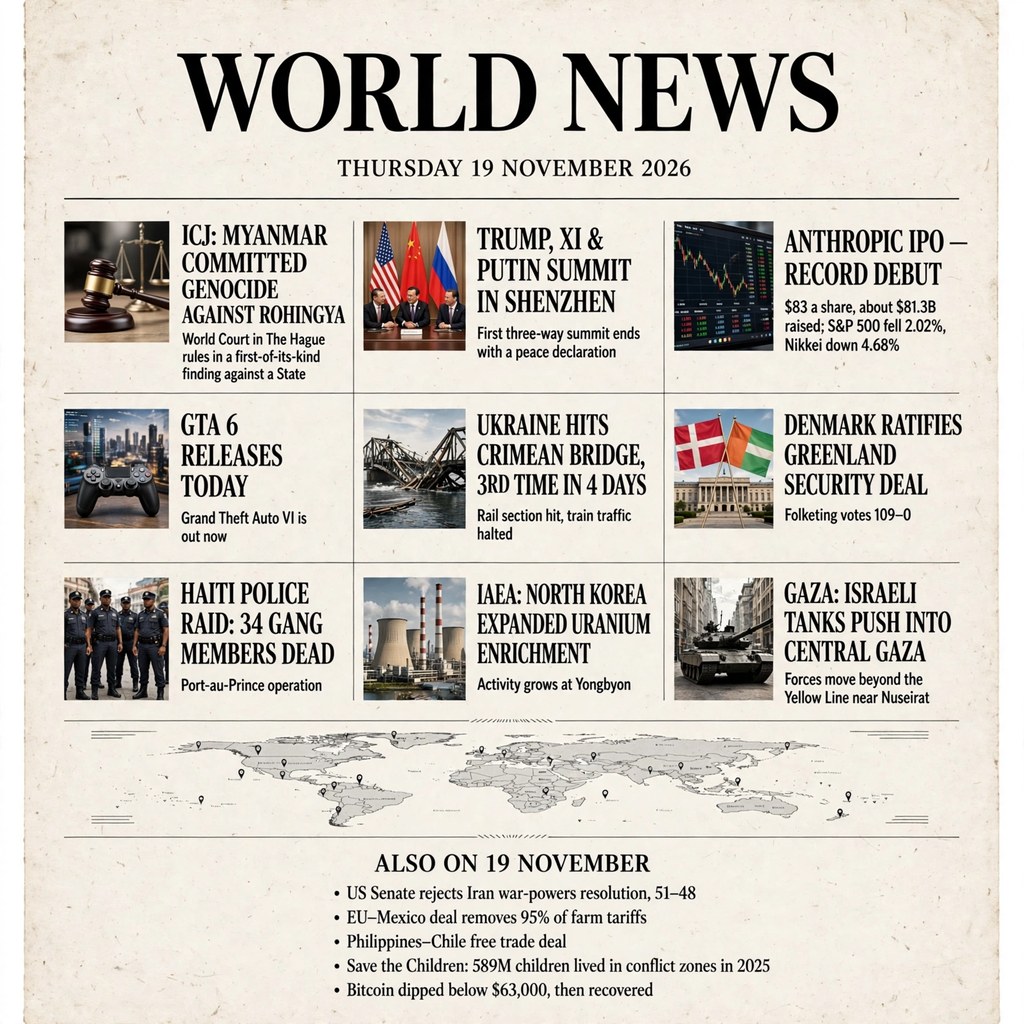 WORLD NEWS
THURSDAY 19 NOVEMBER 2026
ICJ: MYANMAR
COMMITTED
GENOCIDE
AGAINST ROHINGYA
World Court in The Hague
rules in a first-of-its-kind
finding against a State
TRUMP, XI &
PUTIN SUMMIT
IN SHENZHEN
First three-way summit ends
with a peace declaration
ANTHROPIC IPO —
RECORD DEBUT
$83 a share, about $81.3B
raised; S&P 500 fell 2.02%,
Nikkei down 4.68%
GTA 6
RELEASES
TODAY
Grand Theft Auto VI is
out now
UKRAINE HITS
CRIMEAN BRIDGE,
3RD TIME IN 4 DAYS
Rail section hit, train traffic
halted
DENMARK RATIFIES
GREENLAND
SECURITY DEAL
Folketing votes 109–0
HAITI POLICE
RAID: 34 GANG
MEMBERS DEAD
Port-au-Prince operation
IAEA: NORTH KOREA
EXPANDED URANIUM
ENRICHMENT
Activity grows at Yongbyon
GAZA: ISRAELI
TANKS PUSH INTO
CENTRAL GAZA
Forces move beyond the
Yellow Line near Nuseirat
ALSO ON 19 NOVEMBER
• US Senate rejects Iran war-powers resolution, 51–48
• EU–Mexico deal removes 95% of farm tariffs
• Philippines–Chile free trade deal
• Save the Children: 589M children lived in conflict zones in 2025
• Bitcoin dipped below $63,000, then recovered